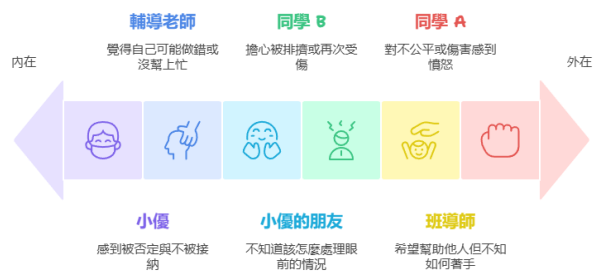 輔導老師
覺得自己可能做錯或
沒幫上忙
同學 B
擔心被排擠或再次受
傷
同學 A
對不公平或傷害感到
憤怒
內在
外在
小優
感到被否定與不被接
納
小優的朋友
不知道該怎麼處理眼
前的情況
班導師
希望幫助他人但不知
如何著手